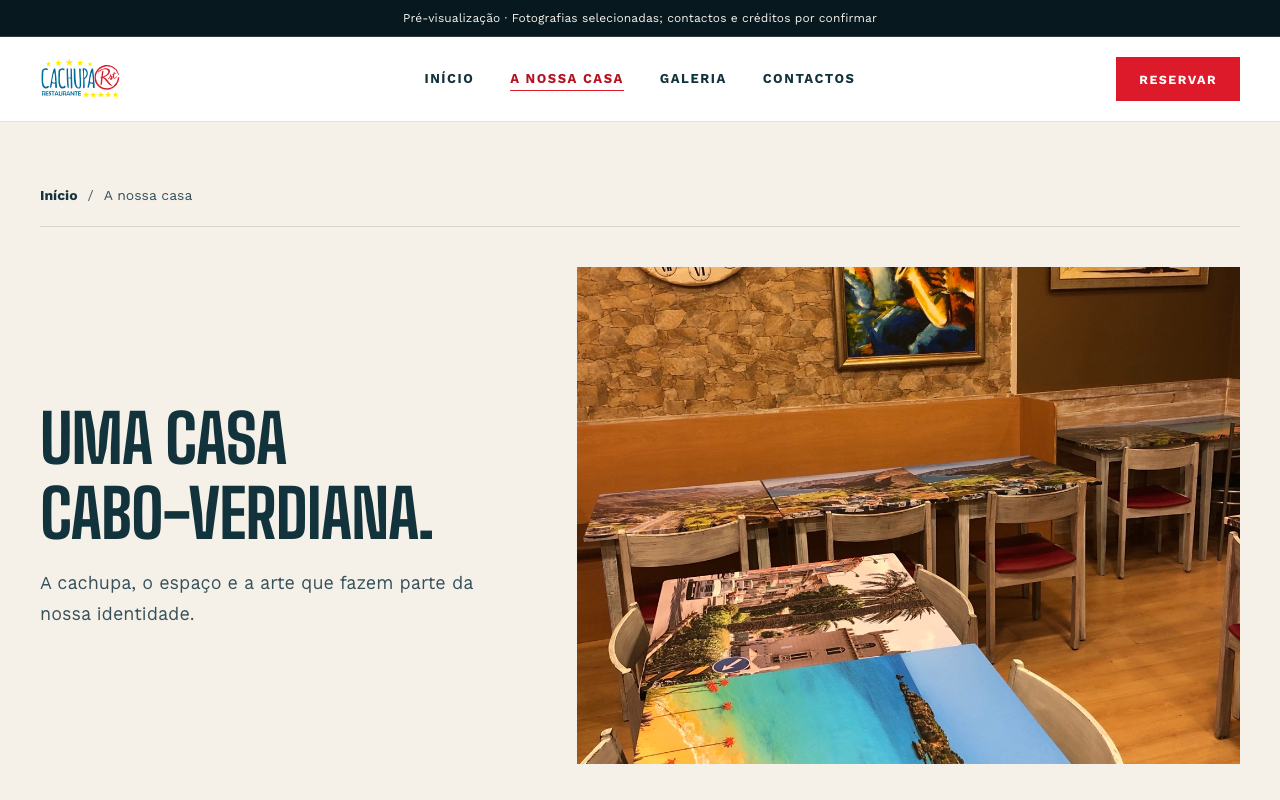 Pré-visualização · Fotografias selecionadas; contactos e créditos por confirmar
CACHUPA Rst
RESTAURANTE
INÍCIO
A NOSSA CASA
GALERIA
CONTACTOS
RESERVAR
Início / A nossa casa
UMA CASA
CABO-VERDIANA.
A cachupa, o espaço e a arte que fazem parte da
nossa identidade.